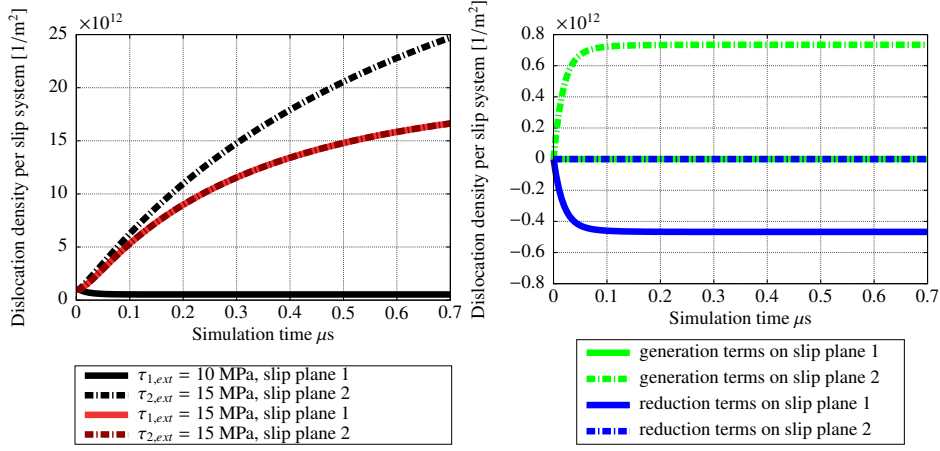 ×10¹²
25
20
15
10
5
0
0 0.1 0.2 0.3 0.4 0.5 0.6 0.7
Dislocation density per slip system [1/m²]
Simulation time μs
τ1,ext = 10 MPa, slip plane 1
τ2,ext = 15 MPa, slip plane 2
τ1,ext = 15 MPa, slip plane 1
τ2,ext = 15 MPa, slip plane 2
×10¹²
0.8
0.6
0.4
0.2
0
−0.2
−0.4
−0.6
−0.8
0 0.1 0.2 0.3 0.4 0.5 0.6 0.7
Dislocation density per slip system [1/m²]
Simulation time μs
generation terms on slip plane 1
generation terms on slip plane 2
reduction terms on slip plane 1
reduction terms on slip plane 2